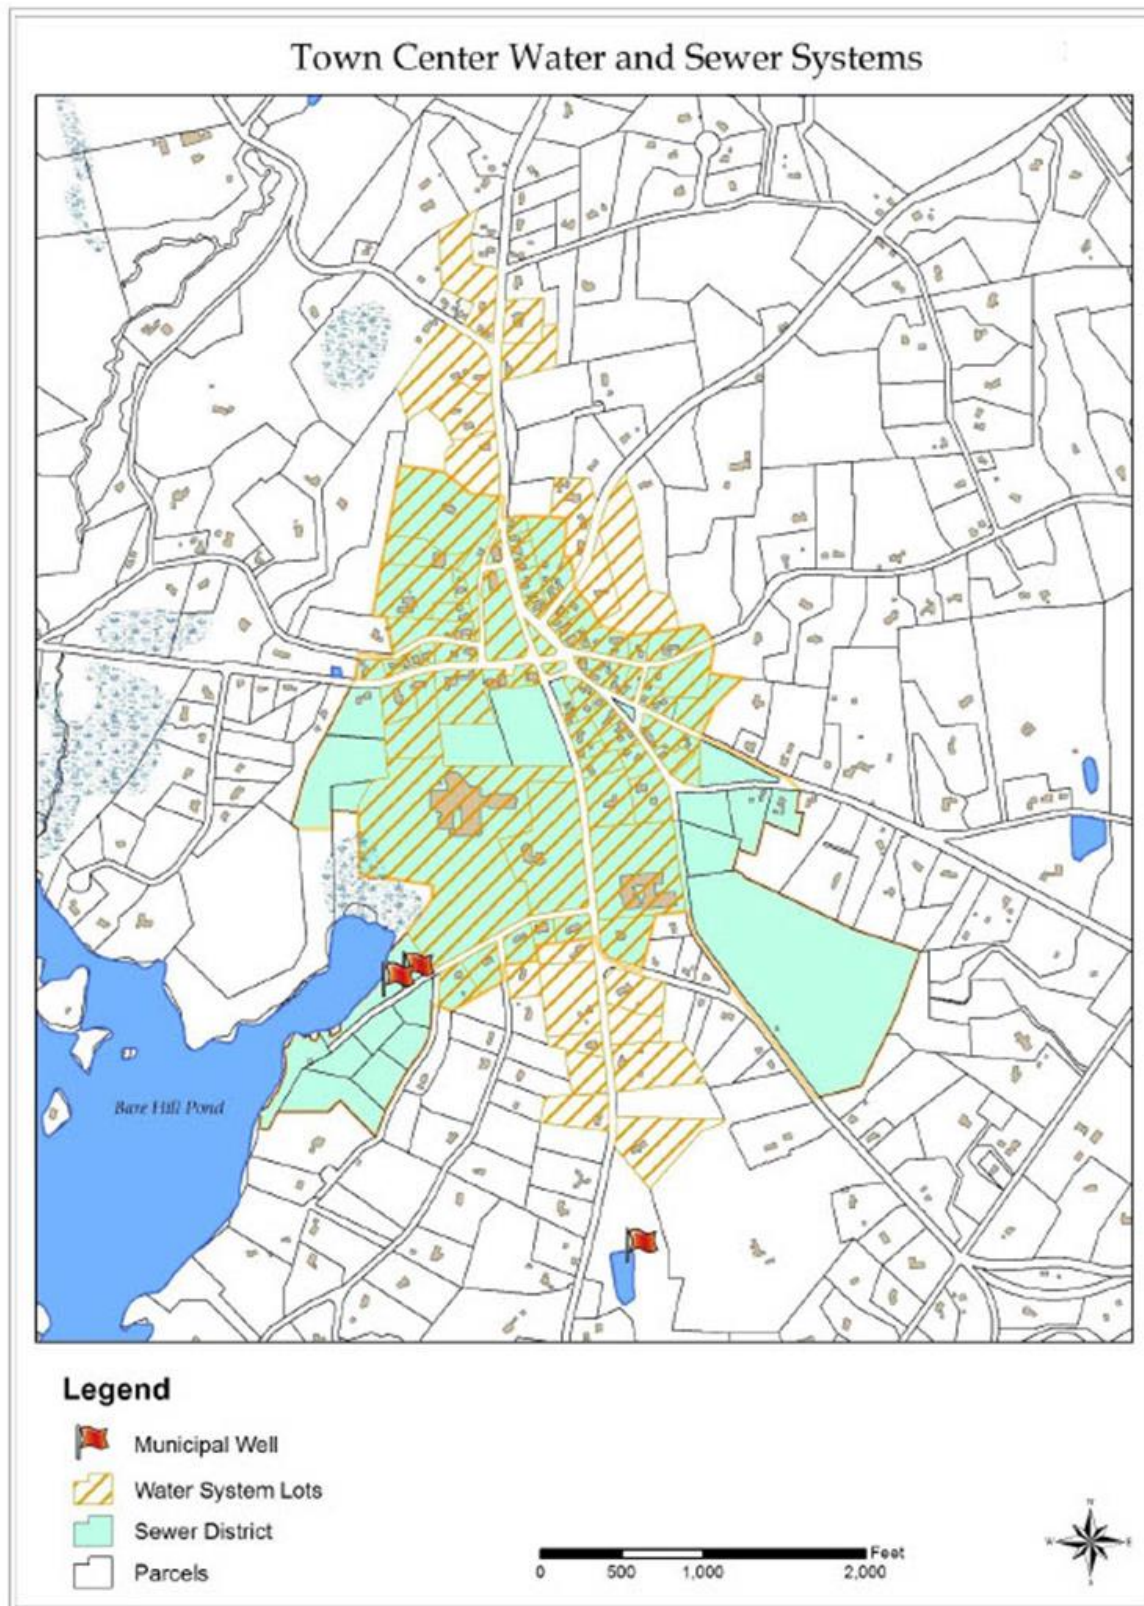 Town Center Water and Sewer Systems
Bare Hill Pond
Legend
Municipal Well
Water System Lots
Sewer District
Parcels
Feet
0 500 1,000 2,000
N
W E
S